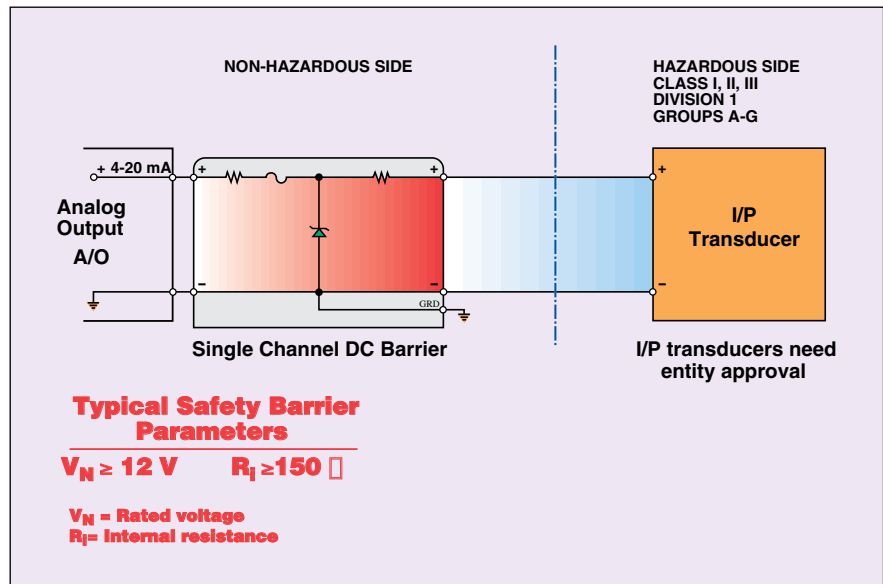 NON-HAZARDOUS SIDE
HAZARDOUS SIDE
CLASS I, II, III
DIVISION 1
GROUPS A-G
+ 4-20 mA
Analog
Output
A/O
+
+
−
−
GRD
Single Channel DC Barrier
+
I/P
Transducer
−
I/P transducers need
entity approval
Typical Safety Barrier
Parameters
VN ≥ 12 V Ri ≥150 
VN = Rated voltage
Ri= Internal resistance